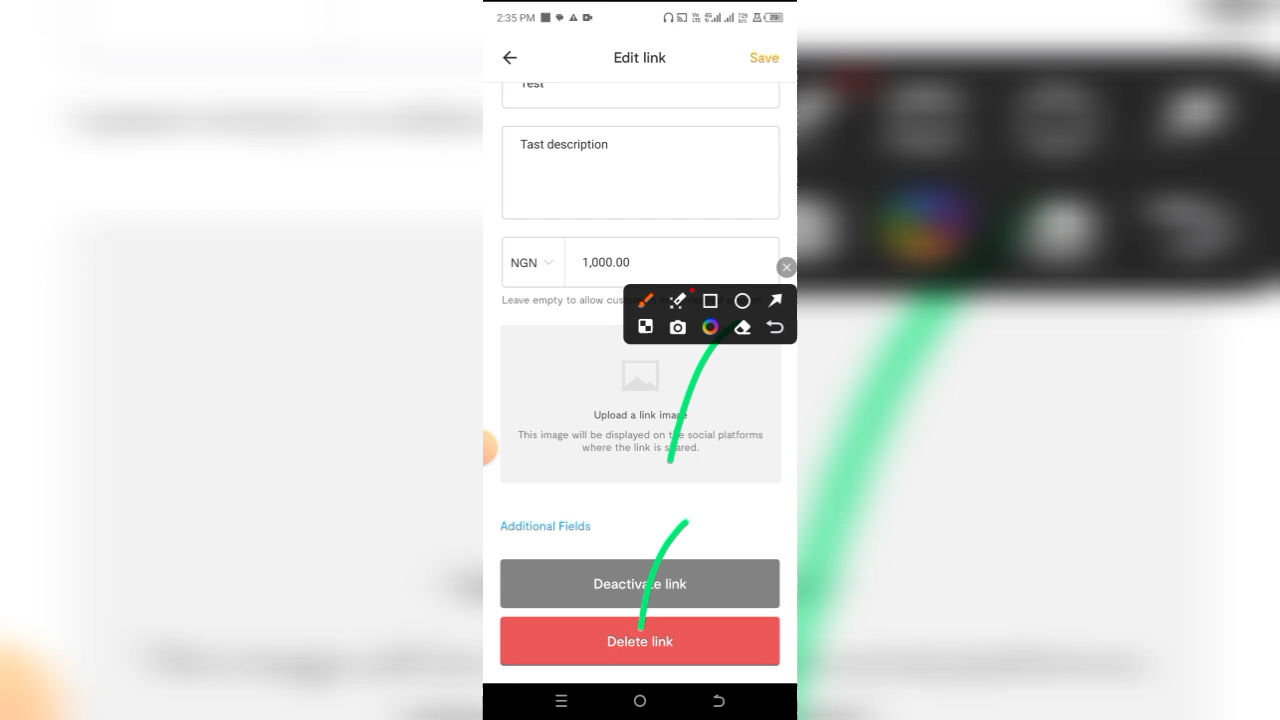 2:35 PM
Edit link
Save
Test
Tast description
NGN
1,000.00
Leave empty to allow
Upload a link image
This image will be displayed on the social platforms
where the link is shared.
Additional Fields
Deactivate link
Delete link